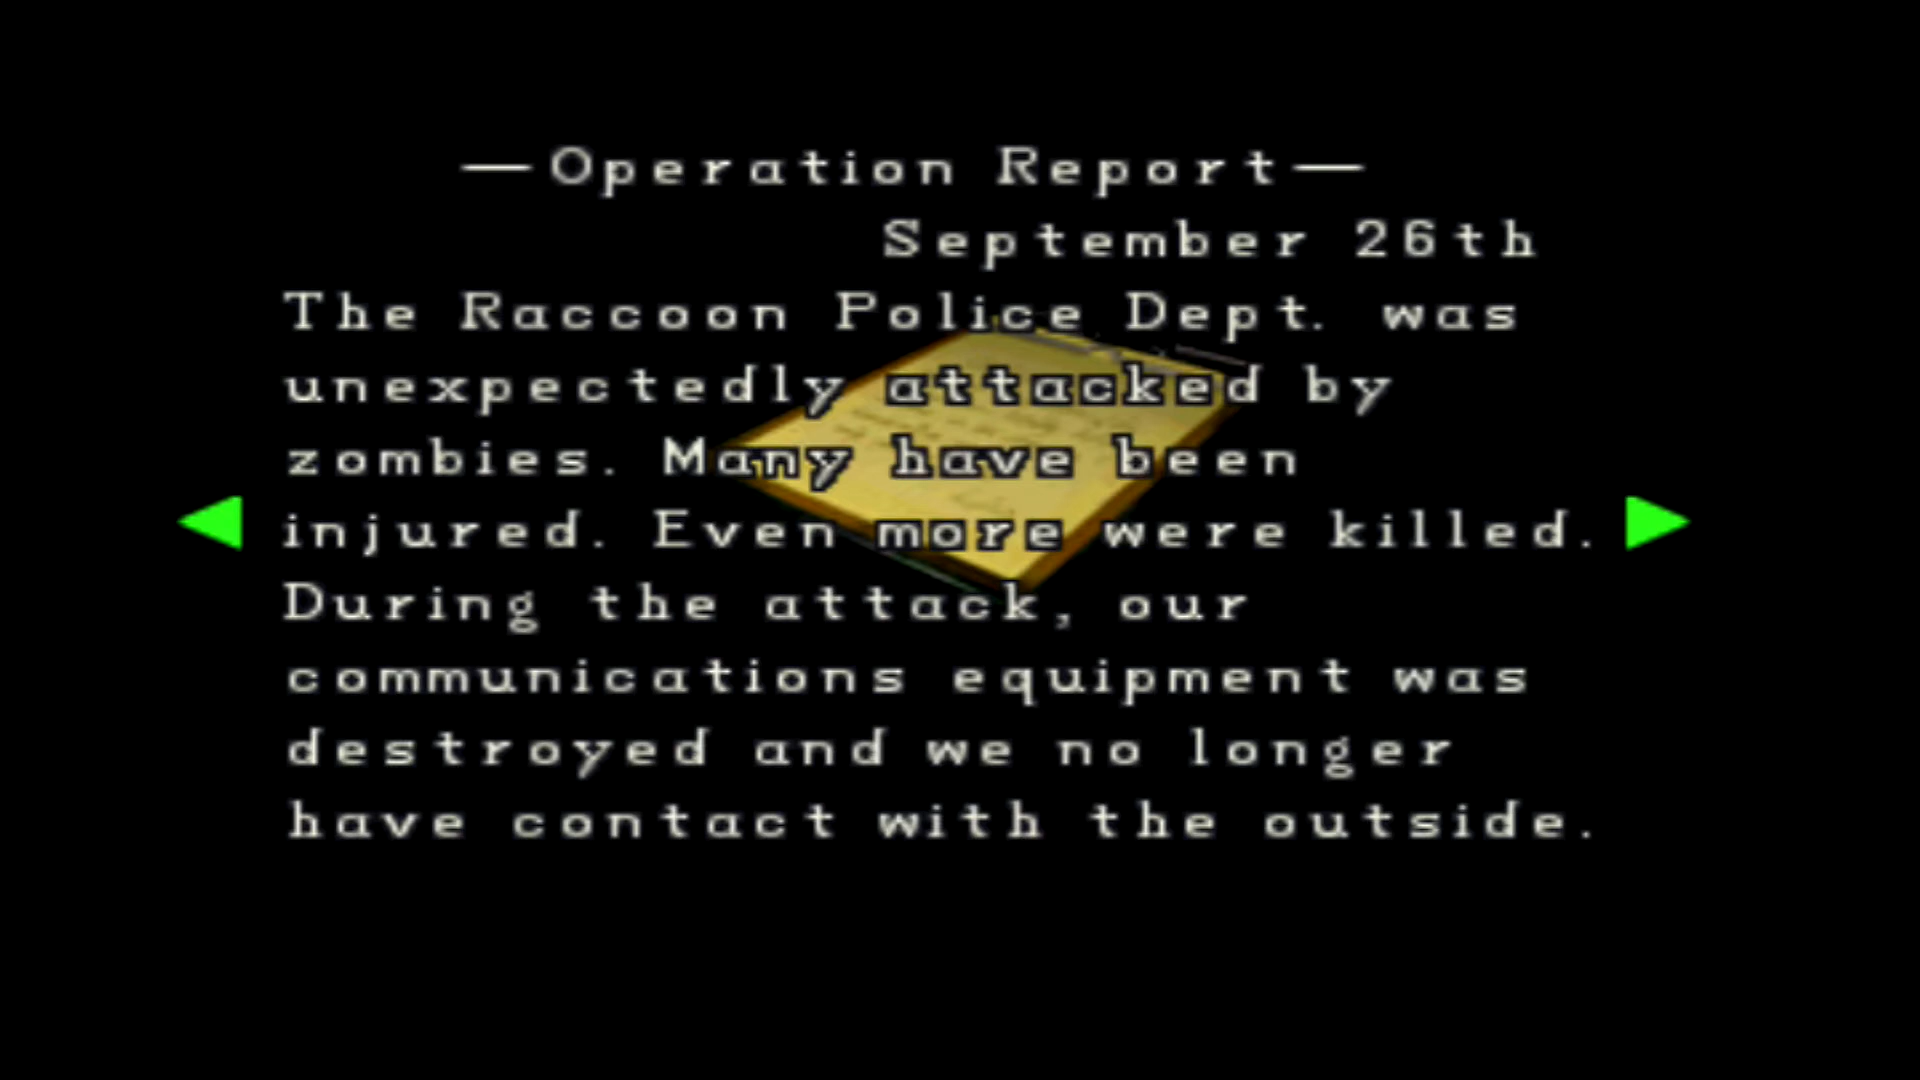 —Operation Report—
September 26th
The Raccoon Police Dept. was
unexpectedly attacked by
zombies. Many have been
injured. Even more were killed.
During the attack, our
communications equipment was
destroyed and we no longer
have contact with the outside.